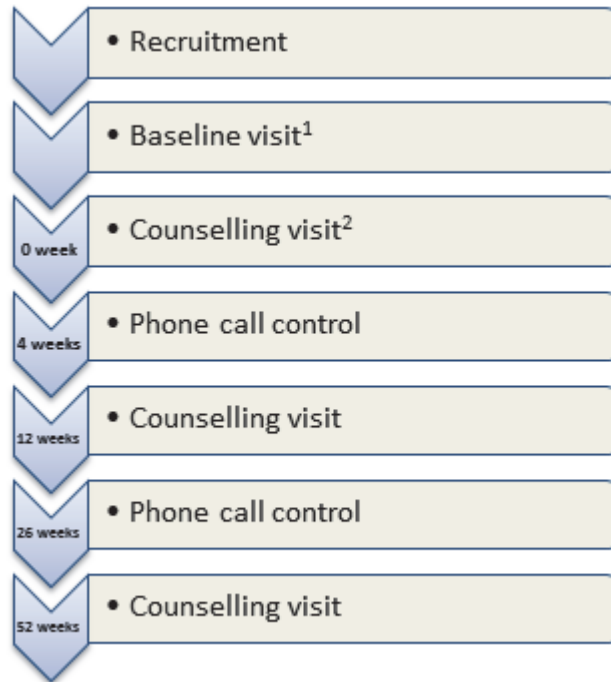 • Recruitment
• Baseline visit¹
0 week
• Counselling visit²
4 weeks
• Phone call control
12 weeks
• Counselling visit
26 weeks
• Phone call control
52 weeks
• Counselling visit